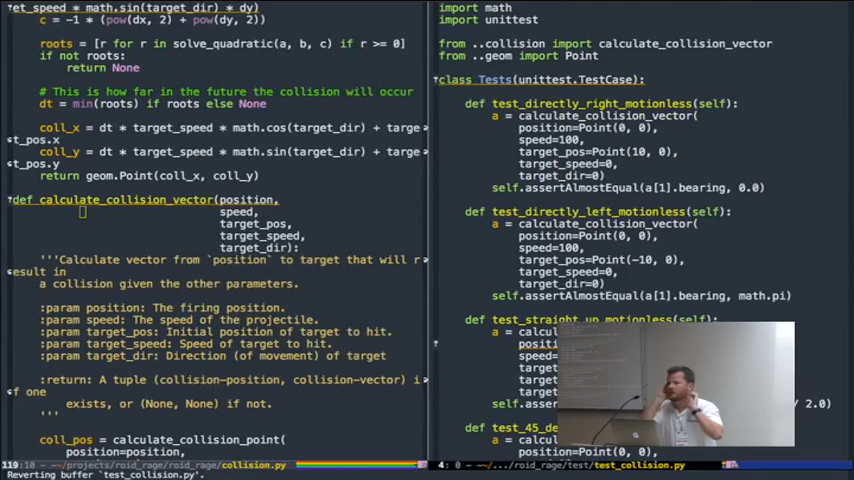 et_speed * math.sin(target_dir) * dy)
c = -1 * (pow(dx, 2) + pow(dy, 2))
roots = [r for r in solve_quadratic(a, b, c) if r >= 0]
if not roots:
return None
# This is how far in the future the collision will occur
dt = min(roots) if roots else None
coll_x = dt * target_speed * math.cos(target_dir) + targe
t_pos.x
coll_y = dt * target_speed * math.sin(target_dir) + targe
t_pos.y
return geom.Point(coll_x, coll_y)
def calculate_collision_vector(position,
speed,
target_pos,
target_speed,
target_dir):
'''Calculate vector from `position` to target that will r
esult in
a collision given the other parameters.
:param position: The firing position.
:param speed: The speed of the projectile.
:param target_pos: Initial position of target to hit.
:param target_speed: Speed of target to hit.
:param target_dir: Direction (of movement) of target
:return: A tuple (collision-position, collision-vector) i
f one
exists, or (None, None) if not.
'''
coll_pos = calculate_collision_point(
position=position,
119:10 - ~/projects/roid_rage/roid_rage/collision.py
Reverting buffer `test_collision.py'.
import math
import unittest
from ..collision import calculate_collision_vector
from ..geom import Point
class Tests(unittest.TestCase):
def test_directly_right_motionless(self):
a = calculate_collision_vector(
position=Point(0, 0),
speed=100,
target_pos=Point(10, 0),
target_speed=0,
target_dir=0)
self.assertAlmostEqual(a[1].bearing, 0.0)
def test_directly_left_motionless(self):
a = calculate_collision_vector(
position=Point(0, 0),
speed=100,
target_pos=Point(-10, 0),
target_speed=0,
target_dir=0)
self.assertAlmostEqual(a[1].bearing, math.pi)
def test_straight_up_motionless(self):
a = calcu
posit
speed=
target
target
target
self.asser / 2.0)
def test_45_de
a = calcul
position=Point(0, 0),
4: 0 - ~/.../roid_rage/test/test_collision.py